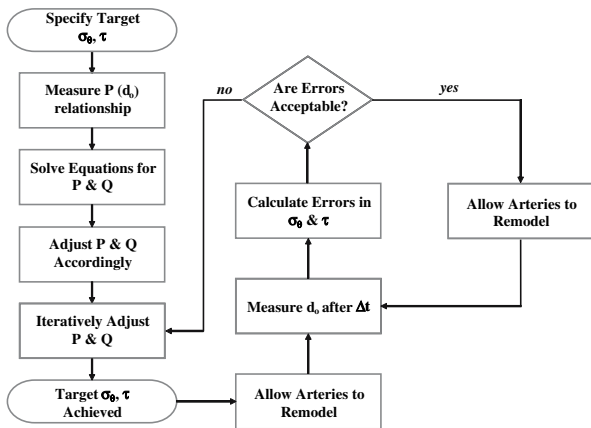 Specify Target
σθ, τ
Measure P (do)
relationship
Solve Equations for
P & Q
Adjust P & Q
Accordingly
Iteratively Adjust
P & Q
Target σθ, τ
Achieved
Allow Arteries to
Remodel
Measure do after Δt
Calculate Errors in
σθ & τ
Are Errors
Acceptable?
no
yes
Allow Arteries to
Remodel